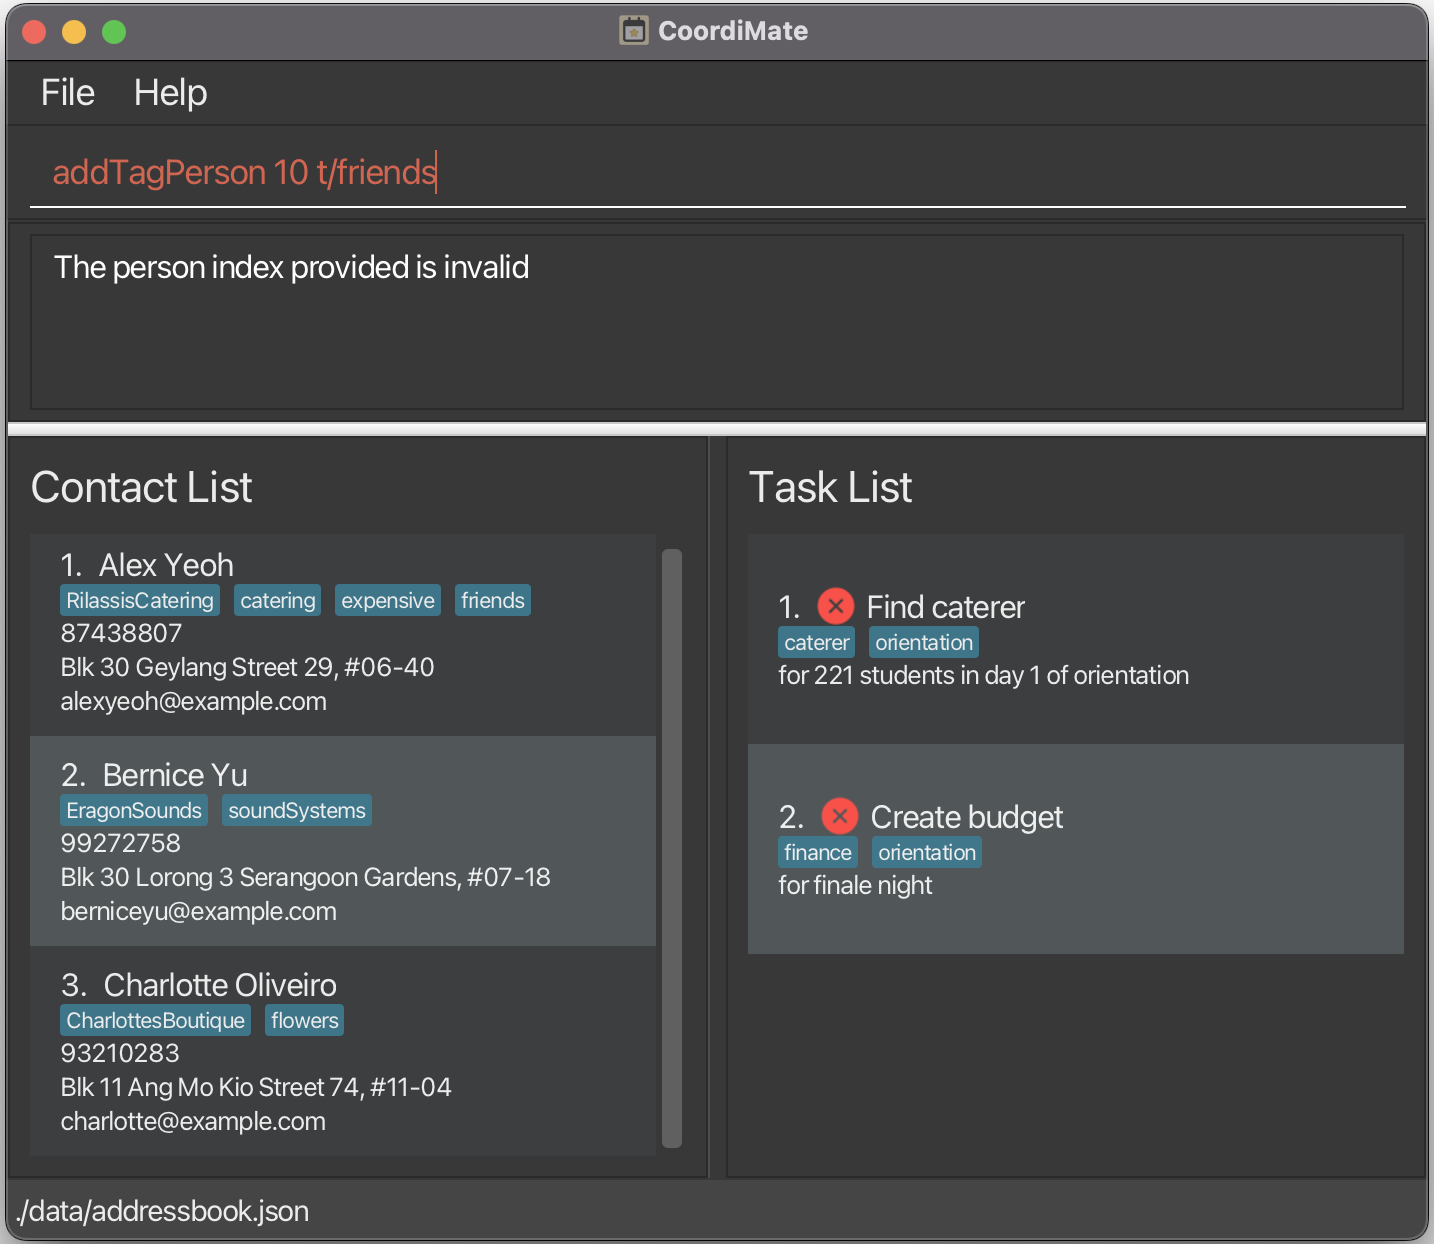 CoordiMate
File Help
addTagPerson 10 t/friends
The person index provided is invalid
Contact List
1. Alex Yeoh
RilassisCatering catering expensive friends
87438807
Blk 30 Geylang Street 29, #06-40
alexyeoh@example.com
2. Bernice Yu
EragonSounds soundSystems
99272758
Blk 30 Lorong 3 Serangoon Gardens, #07-18
berniceyu@example.com
3. Charlotte Oliveiro
CharlottesBoutique flowers
93210283
Blk 11 Ang Mo Kio Street 74, #11-04
charlotte@example.com
Task List
1. Find caterer
caterer orientation
for 221 students in day 1 of orientation
2. Create budget
finance orientation
for finale night
./data/addressbook.json